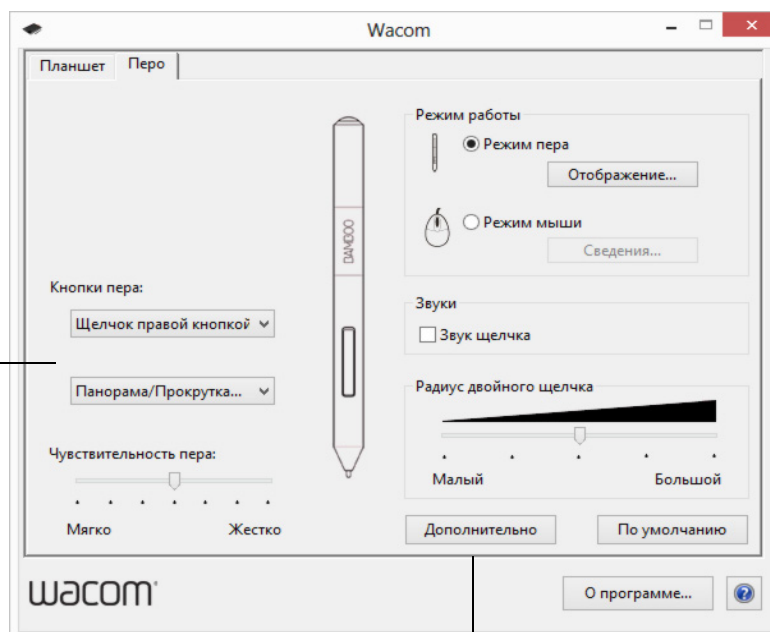 Wacom
Планшет
Перо
Режим работы
Режим пера
Отображение...
Режим мыши
Сведения...
BAMBOO
Кнопки пера:
Щелчок правой кнопкой
Звуки
Звук щелчка
Панорама/Прокрутка...
Радиус двойного щелчка
Малый
Большой
Чувствительность пера:
Мягко
Жестко
Дополнительно
По умолчанию
wacom
О программе...
?